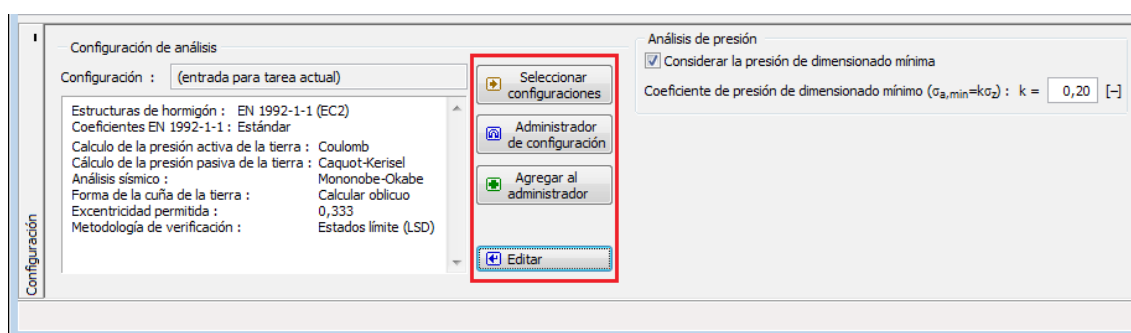 Configuración de análisis
Configuración : (entrada para tarea actual)
Estructuras de hormigón : EN 1992-1-1 (EC2)
Coeficientes EN 1992-1-1 : Estándar
Calculo de la presión activa de la tierra : Coulomb
Cálculo de la presión pasiva de la tierra : Caquot-Kerisel
Análisis sísmico : Mononobe-Okabe
Forma de la cuña de la tierra : Calcular oblicuo
Excentricidad permitida : 0,333
Metodología de verificación : Estados límite (LSD)
Seleccionar
configuraciones
Administrador
de configuración
Agregar al
administrador
Editar
Análisis de presión
Considerar la presión de dimensionado mínima
Coeficiente de presión de dimensionado mínimo (σa,min=kσz) : k = 0,20 [–]
Configuración